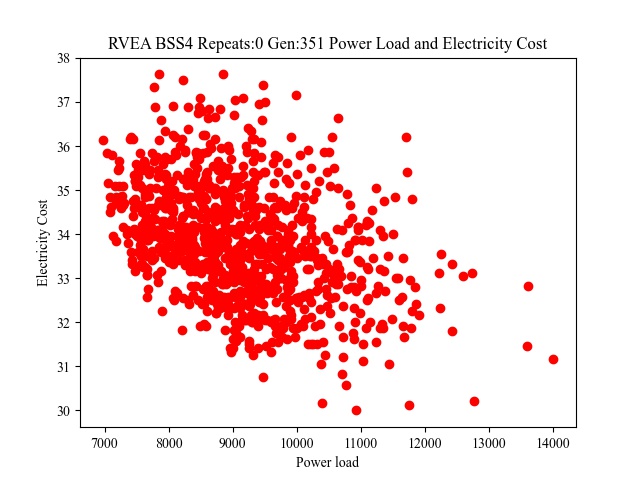 RVEA BSS4 Repeats:0 Gen:351 Power Load and Electricity Cost
38
37
36
35
34
33
32
31
30
Electricity Cost
7000 8000 9000 10000 11000 12000 13000 14000
Power load